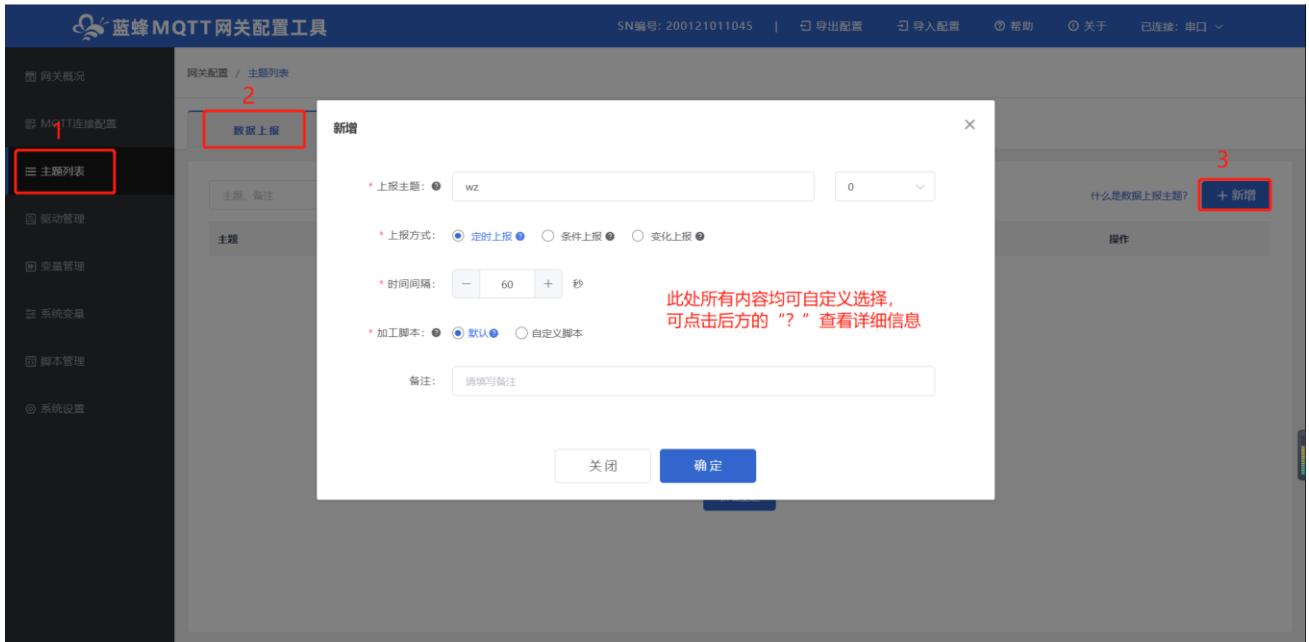 蓝蜂MQTT网关配置工具
SN编号: 200121011045 | 导出配置 导入配置 帮助 关于 已连接: 串口
网关概况
网关配置 / 主题列表
2
MQTT连接配置
1
数据上报
新增
主题列表
3
* 上报主题: wz 0
主题、备注
什么是数据上报主题?
+ 新增
驱动管理
* 上报方式: 定时上报 条件上报 变化上报
主题
操作
变量管理
* 时间间隔: − 60 + 秒
此处所有内容均可自定义选择,
可点击后方的“?”查看详细信息
系统变量
* 加工脚本: 默认 自定义脚本
脚本管理
备注: 请填写备注
系统设置
关闭 确定